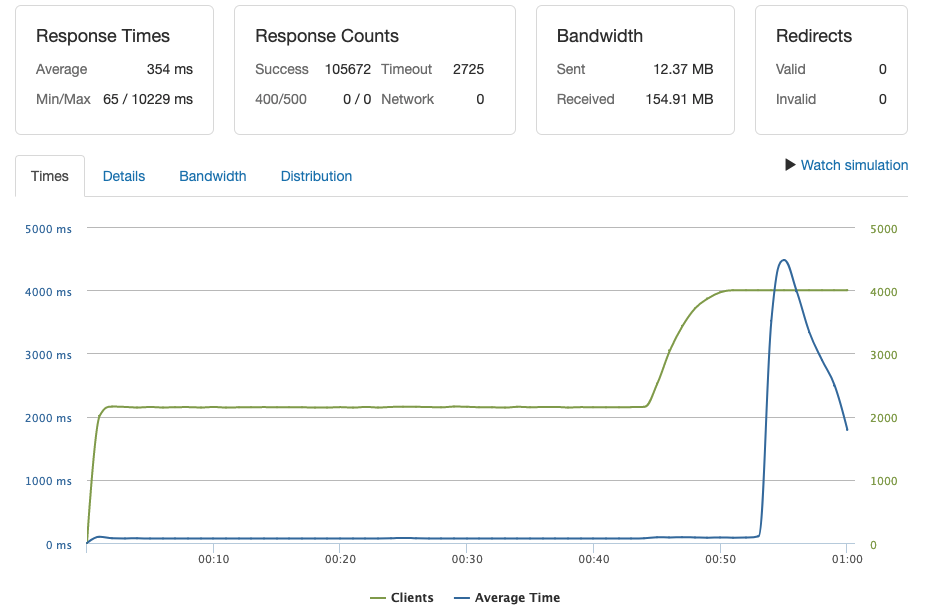 Response Times
Average 354 ms
Min/Max 65 / 10229 ms
Response Counts
Success 105672 Timeout 2725
400/500 0 / 0 Network 0
Bandwidth
Sent 12.37 MB
Received 154.91 MB
Redirects
Valid 0
Invalid 0
Times Details Bandwidth Distribution
Watch simulation
5000 ms 5000
4000 ms 4000
3000 ms 3000
2000 ms 2000
1000 ms 1000
0 ms 0
00:10 00:20 00:30 00:40 00:50 01:00
Clients Average Time